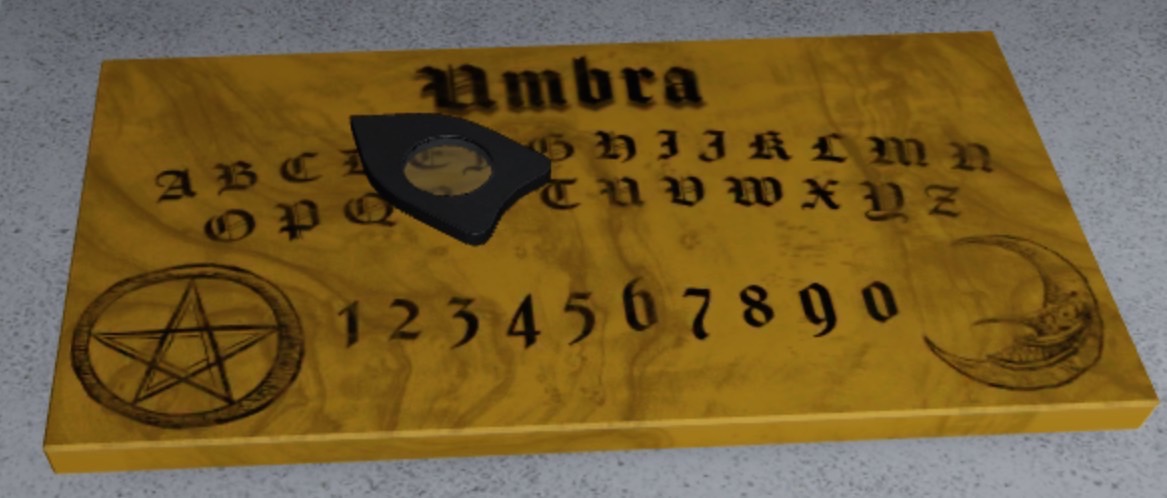 Umbra
A B C D E F G H I J K L M N
O P Q T U V W X Y Z
1 2 3 4 5 6 7 8 9 0